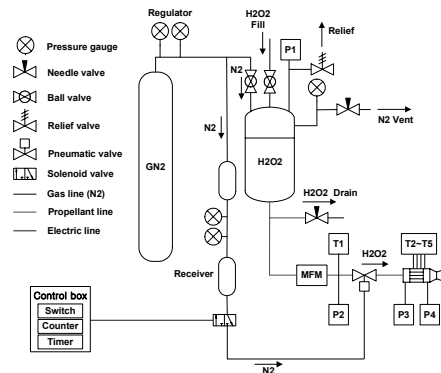 Regulator
H2O2
Fill
P1
Relief
Pressure gauge
Needle valve
Ball valve
Relief valve
Pneumatic valve
Solenoid valve
Gas line (N2)
Propellant line
Electric line
N2
N2
N2 Vent
GN2
H2O2
H2O2 Drain
T1
H2O2
T2~T5
MFM
Receiver
P2
P3
P4
Control box
Switch
Counter
Timer
N2